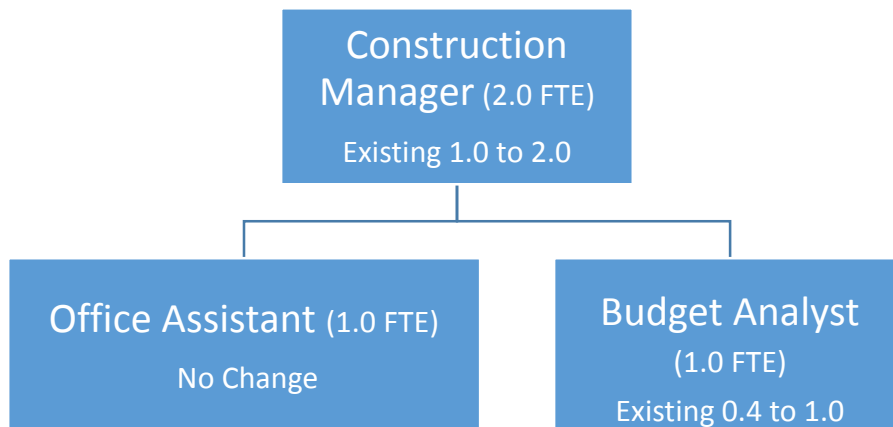 Construction
Manager (2.0 FTE)
Existing 1.0 to 2.0
Office Assistant (1.0 FTE)
No Change
Budget Analyst
(1.0 FTE)
Existing 0.4 to 1.0